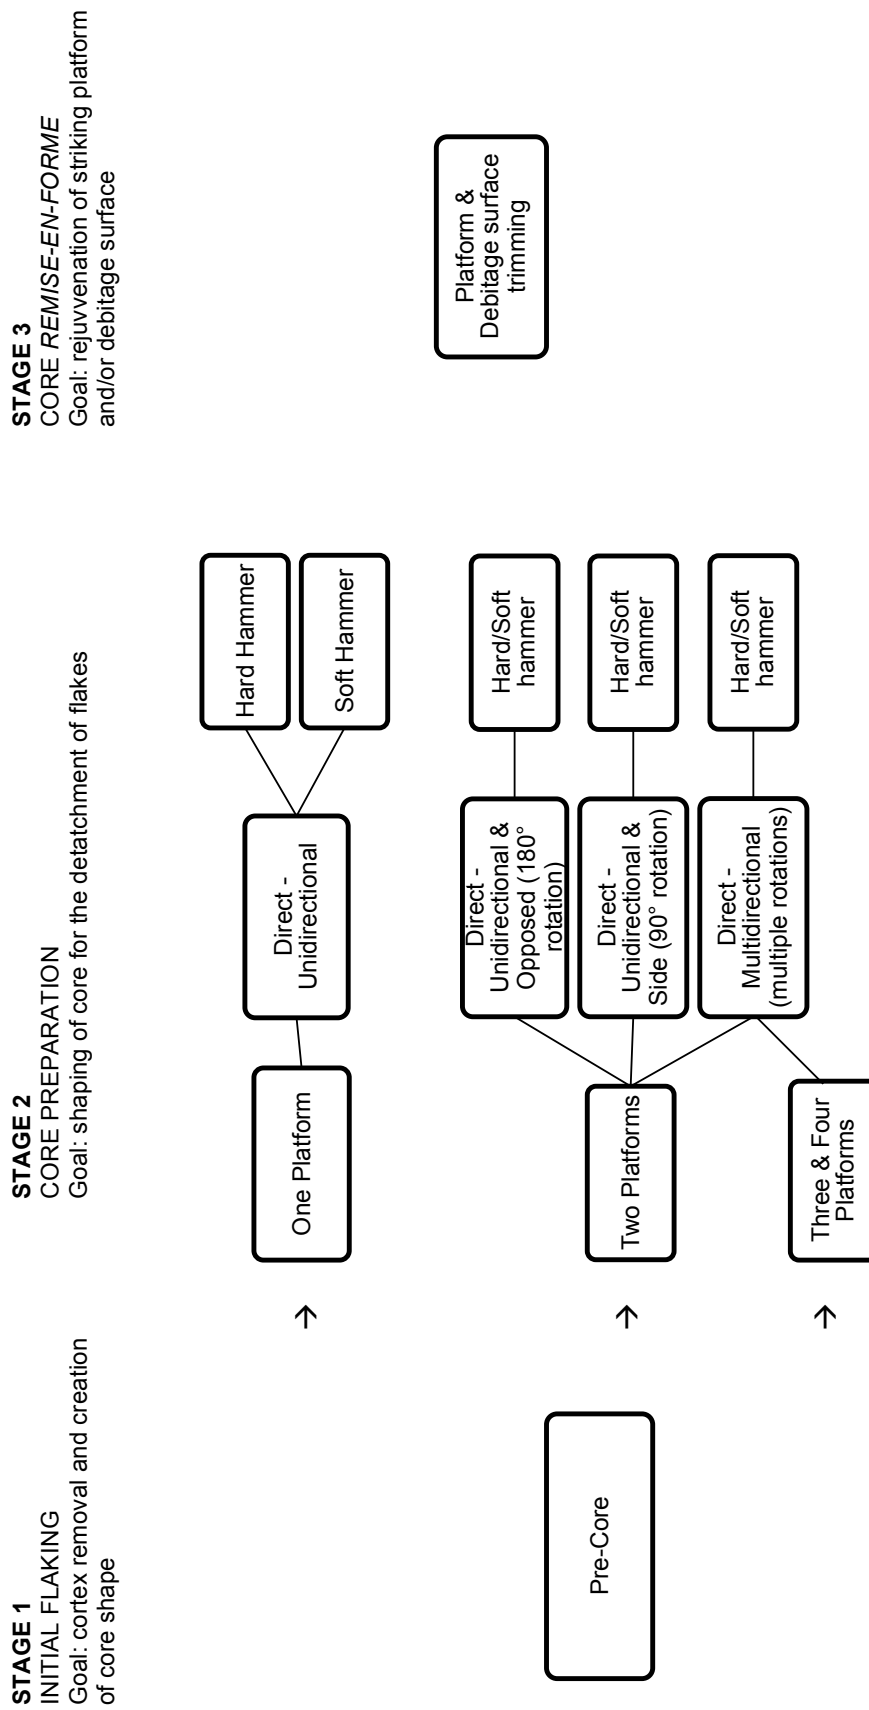 STAGE 1
INITIAL FLAKING
Goal: cortex removal and creation
of core shape
STAGE 2
CORE PREPARATION
Goal: shaping of core for the detatchment of flakes
STAGE 3
CORE REMISE-EN-FORME
Goal: rejuvvenation of striking platform
and/or debitage surface
Pre-Core
→
One Platform
Direct -
Unidirectional
Hard Hammer
Soft Hammer
→
Two Platforms
Direct -
Unidirectional &
Opposed (180°
rotation)
Hard/Soft
hammer
Direct -
Unidirectional &
Side (90° rotation)
Hard/Soft
hammer
→
Three & Four
Platforms
Direct -
Multidirectional
(multiple rotations)
Hard/Soft
hammer
Platform &
Debitage surface
trimming